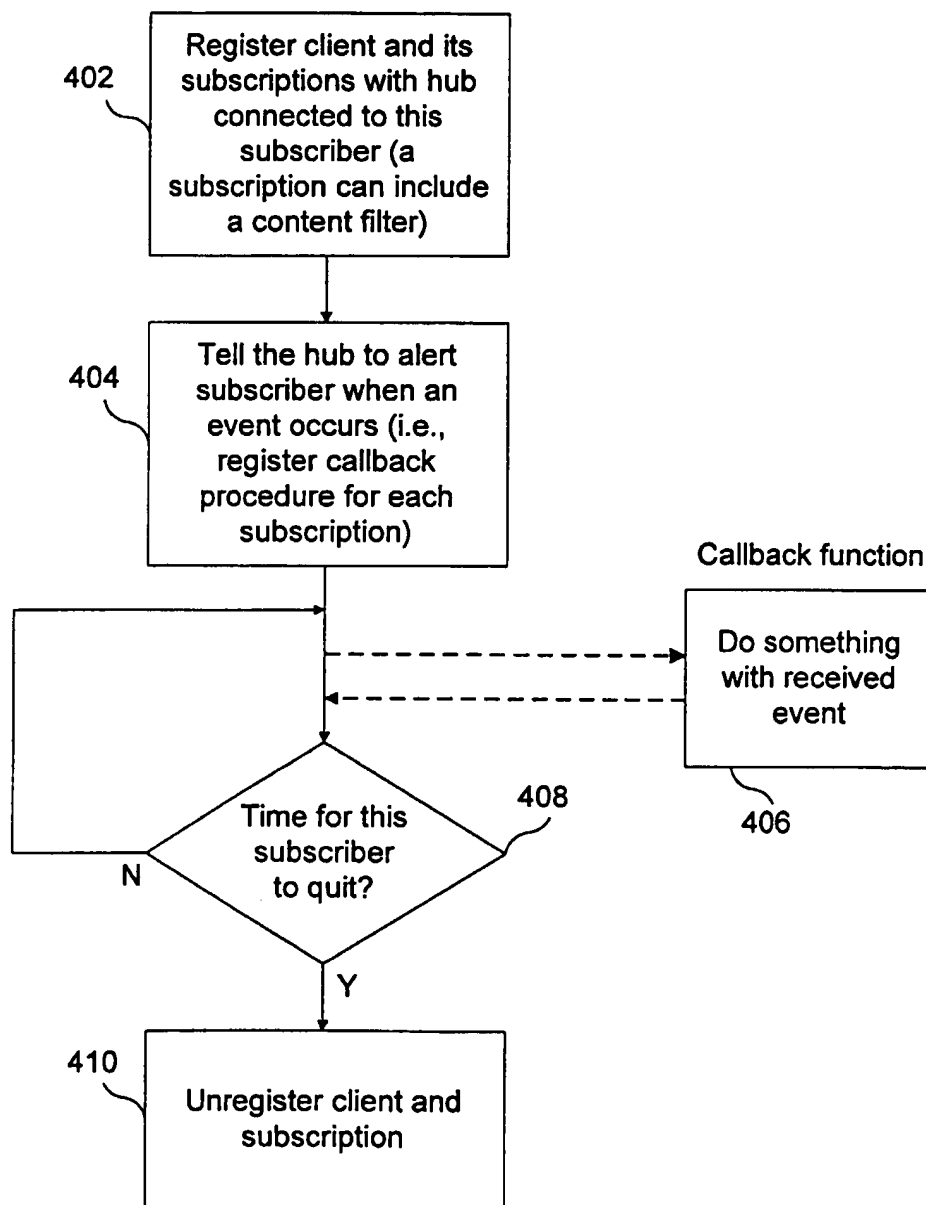 402
Register client and its
subscriptions with hub
connected to this
subscriber (a
subscription can include
a content filter)
404
Tell the hub to alert
subscriber when an
event occurs (i.e.,
register callback
procedure for each
subscription)
Callback function
Do something
with received
event
406
Time for this
subscriber
to quit?
408
N
Y
410
Unregister client and
subscription